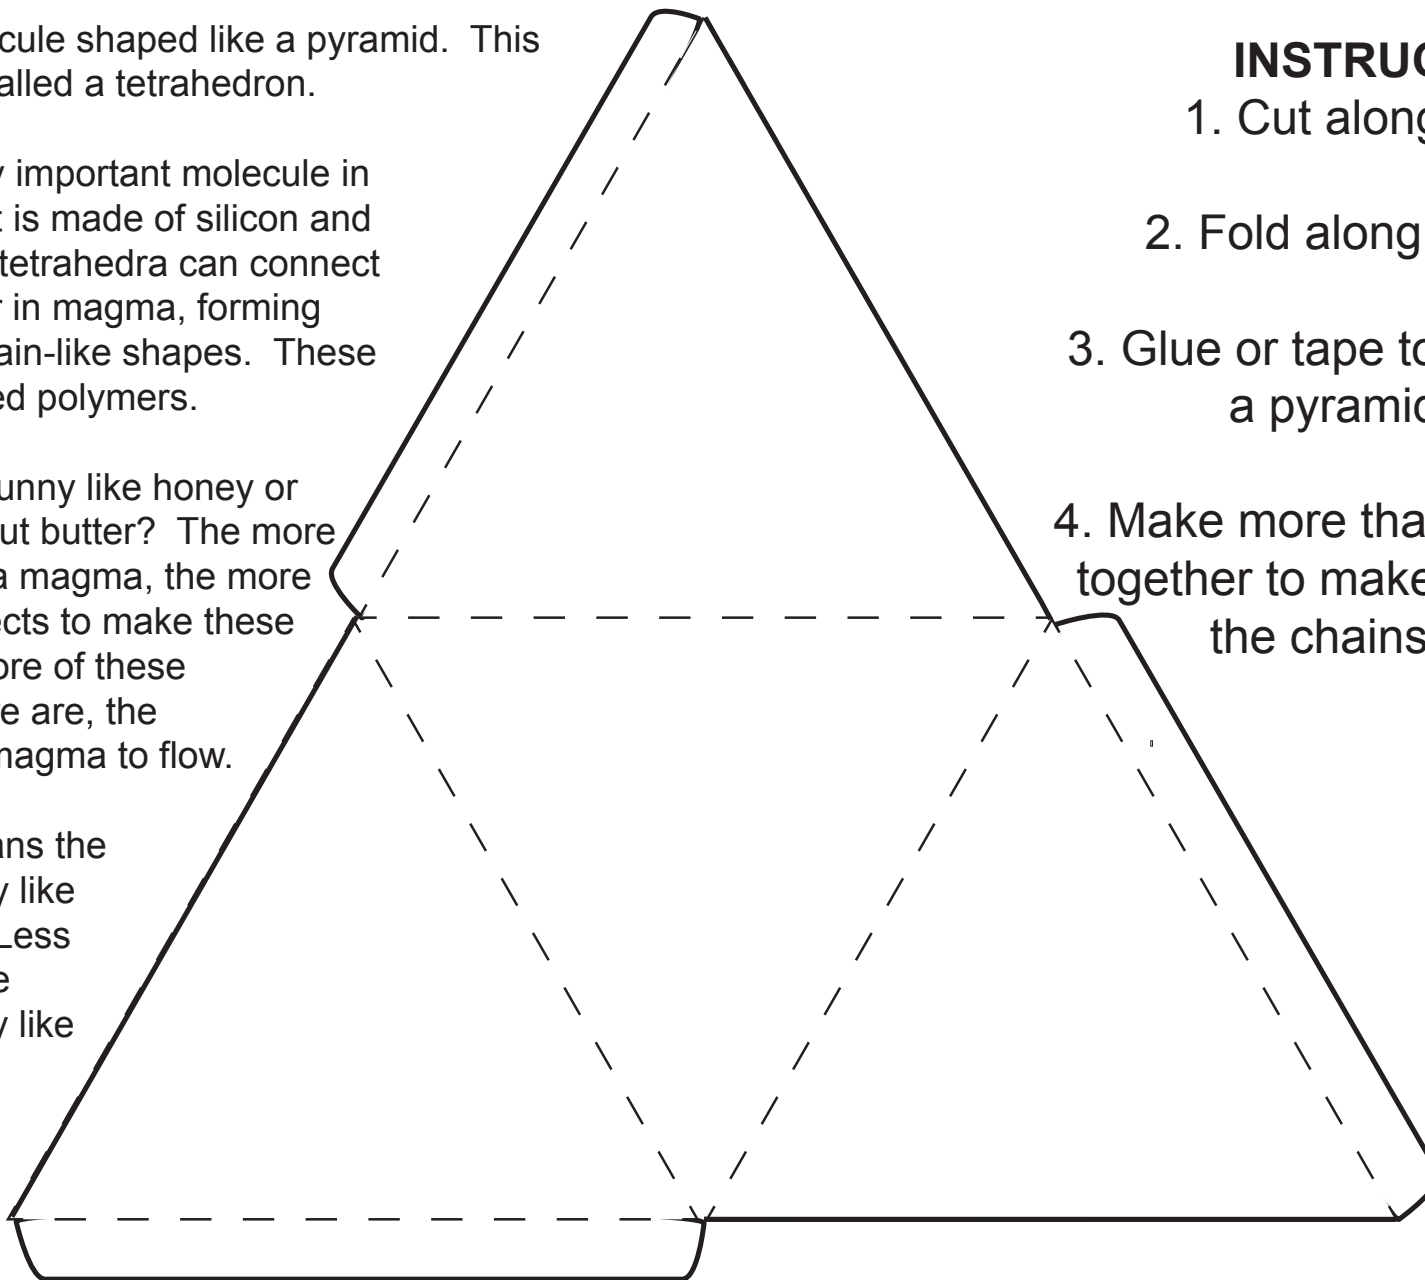 cule shaped like a pyramid. This
alled a tetrahedron.
y important molecule in
t is made of silicon and
tetrahedra can connect
r in magma, forming
ain-like shapes. These
ed polymers.
unny like honey or
ut butter? The more
a magma, the more
ects to make these
ore of these
re are, the
magma to flow.
ans the
y like
Less
e
y like
INSTRUC
1. Cut along
2. Fold along
3. Glue or tape to
a pyramid
4. Make more tha
together to make
the chains